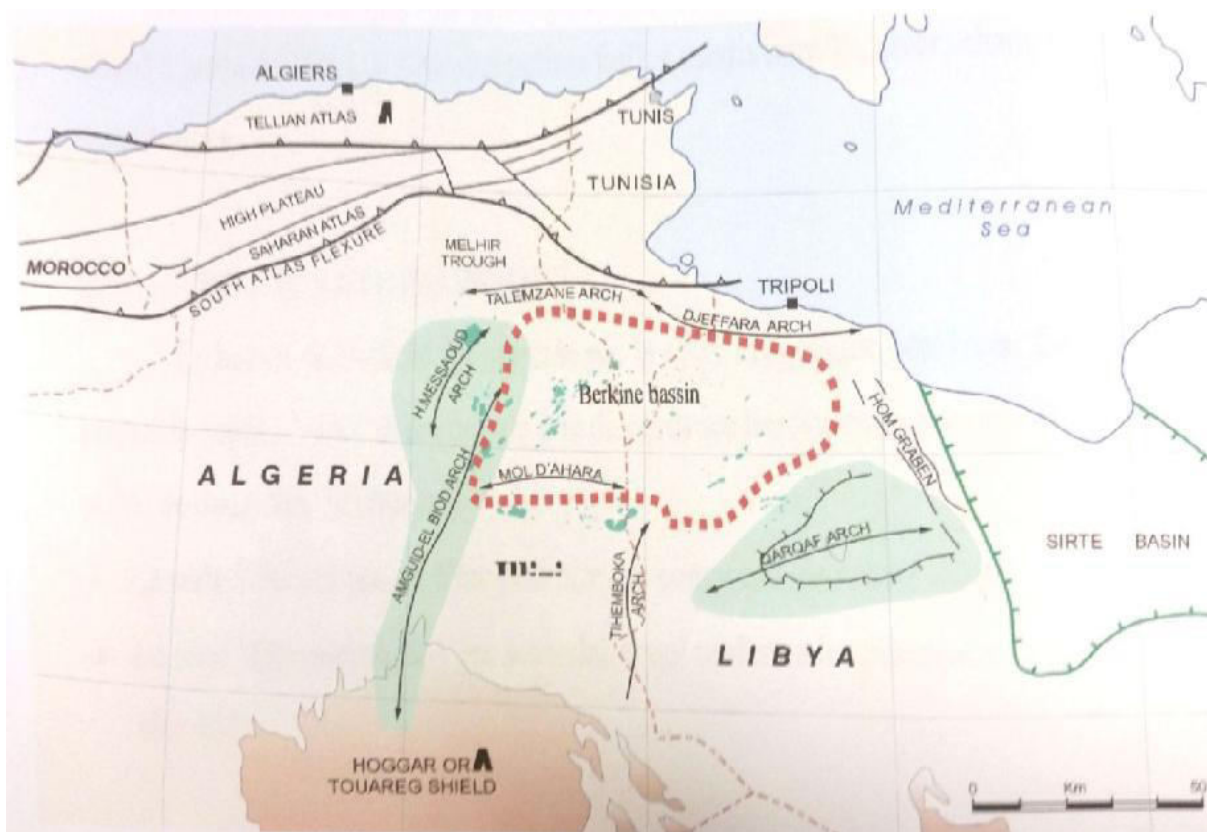 ALGIERS
TELLIAN ATLAS
TUNIS
TUNISIA
HIGH PLATEAU
SAHARAN ATLAS
SOUTH ATLAS FLEXURE
MOROCCO
MELHIR
TROUGH
Mediterranean
Sea
TALEMZANE ARCH
TRIPOLI
DJEFFARA ARCH
H.MESSAOUD
ARCH
Berkine bassin
HOM GRABEN
ALGERIA
MOL D'AHARA
AMGUID-EL BIOD ARCH
QARQAF ARCH
SIRTE BASIN
TIHEMBOKA
ARCH
LIBYA
HOGGAR OR
TOUAREG SHIELD
0 Km 50